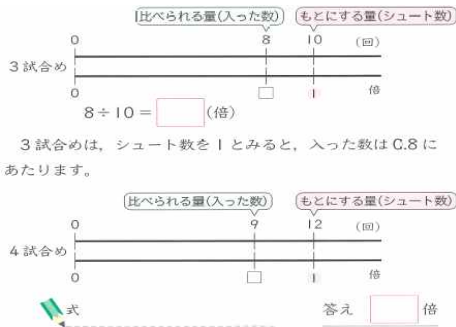 比べられる量(入った数) もとにする量(シュート数)
0 8 10 (回)
3試合め
0 □ 1 倍
8÷10=□(倍)
3試合めは，シュート数を1とみると，入った数は0.8に
あたります。
比べられる量(入った数) もとにする量(シュート数)
0 9 12 (回)
4試合め
0 □ 1 倍
式 答え □ 倍